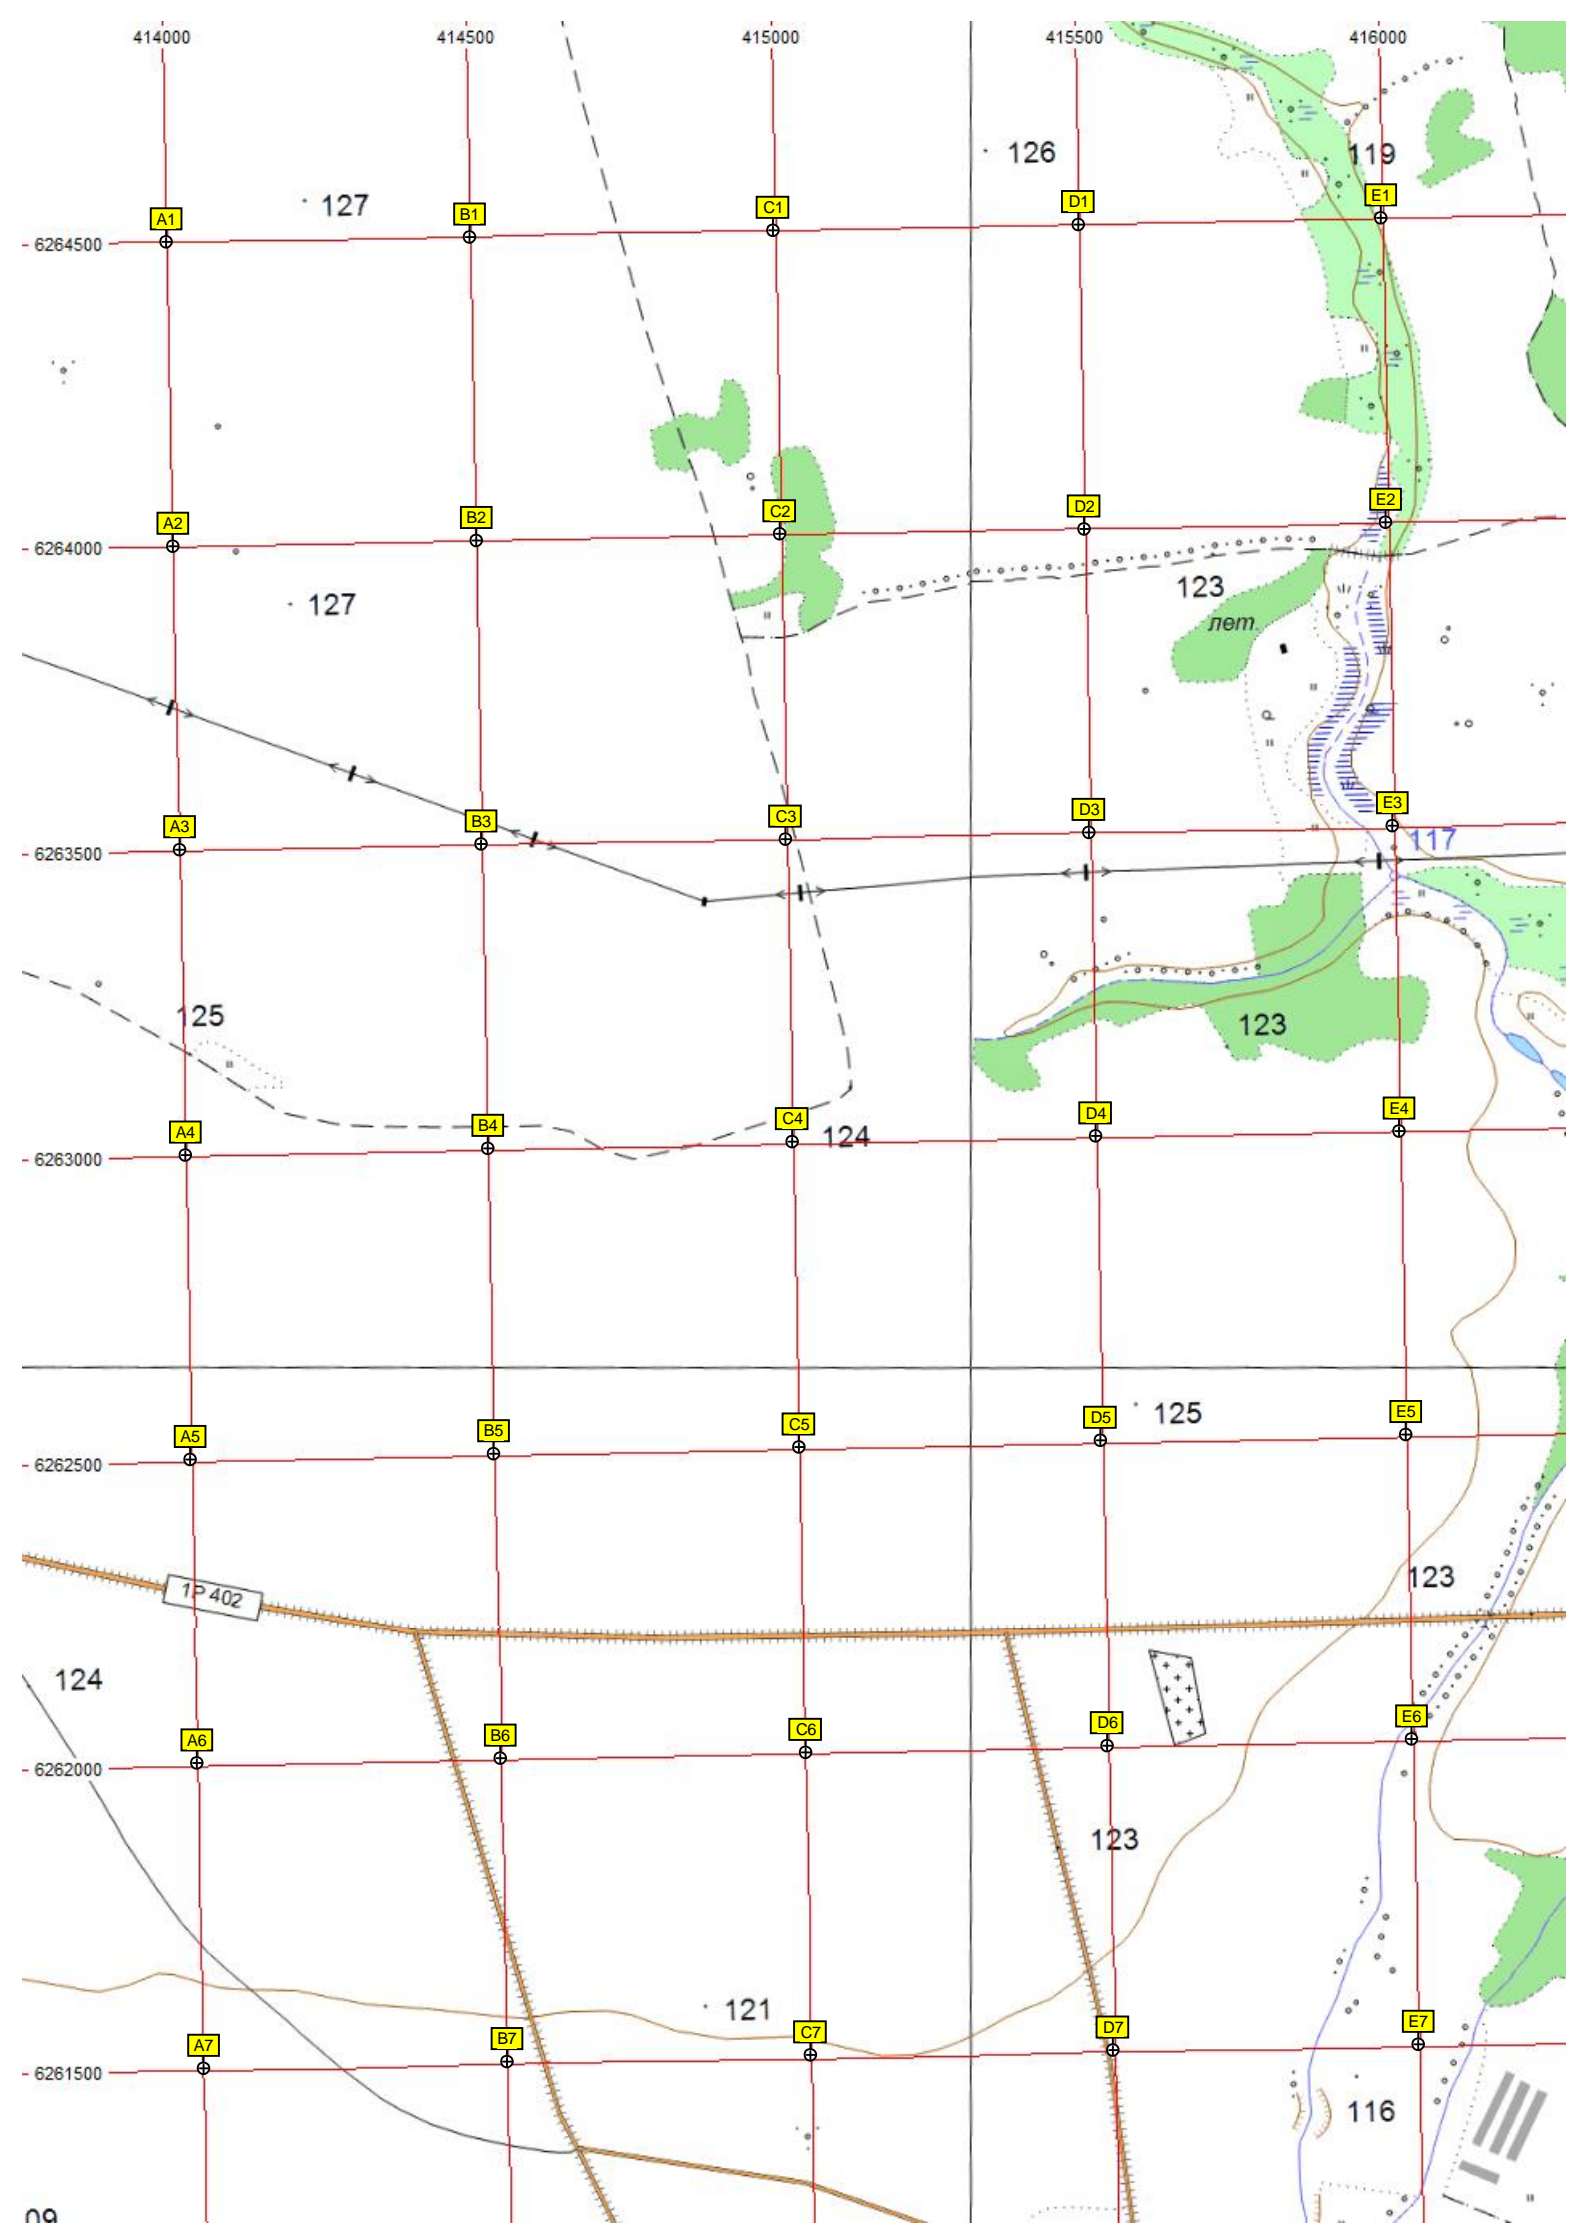 414000 414500 415000 415500 416000
126 119
127
A1 B1 C1 D1 E1
6264500
A2 B2 C2 D2 E2
6264000
127 123
лет.
A3 B3 C3 D3 E3
117
6263500
125 123
A4 B4 C4 D4 E4
124
6263000
125
A5 B5 C5 D5 E5
6262500
1P 402 123
124
A6 B6 C6 D6 E6
6262000
123
121
A7 B7 C7 D7 E7
6261500
116
09